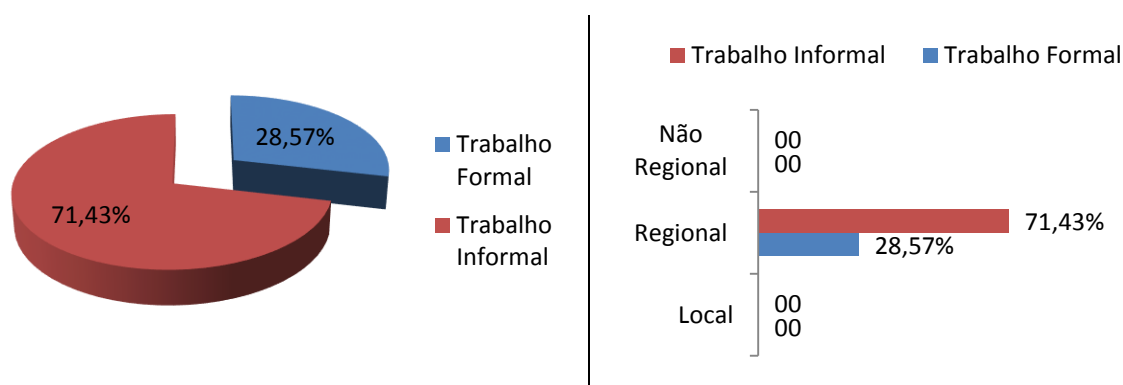 28,57%
71,43%
Trabalho
Formal
Trabalho
Informal
Trabalho Informal
Trabalho Formal
Não
Regional
00
00
Regional
71,43%
28,57%
Local
00
00